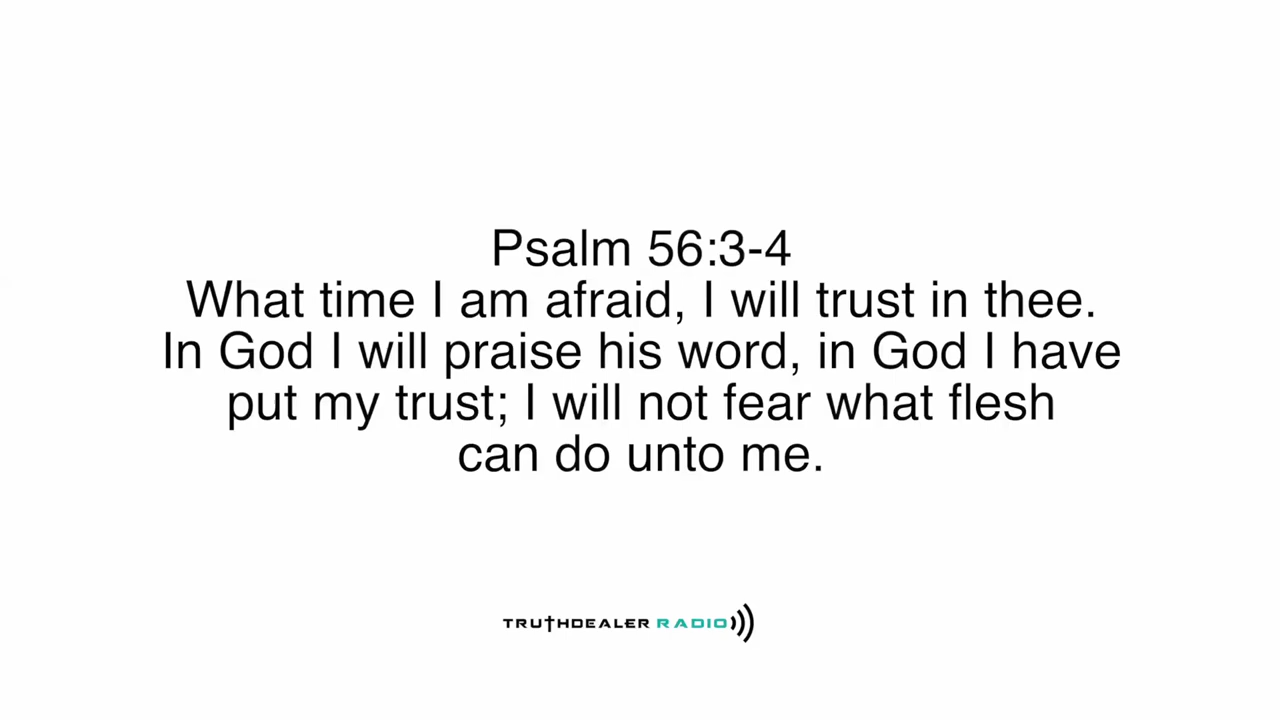 Psalm 56:3-4
What time I am afraid, I will trust in thee.
In God I will praise his word, in God I have
put my trust; I will not fear what flesh
can do unto me.
TRUTHDEALER RADIO